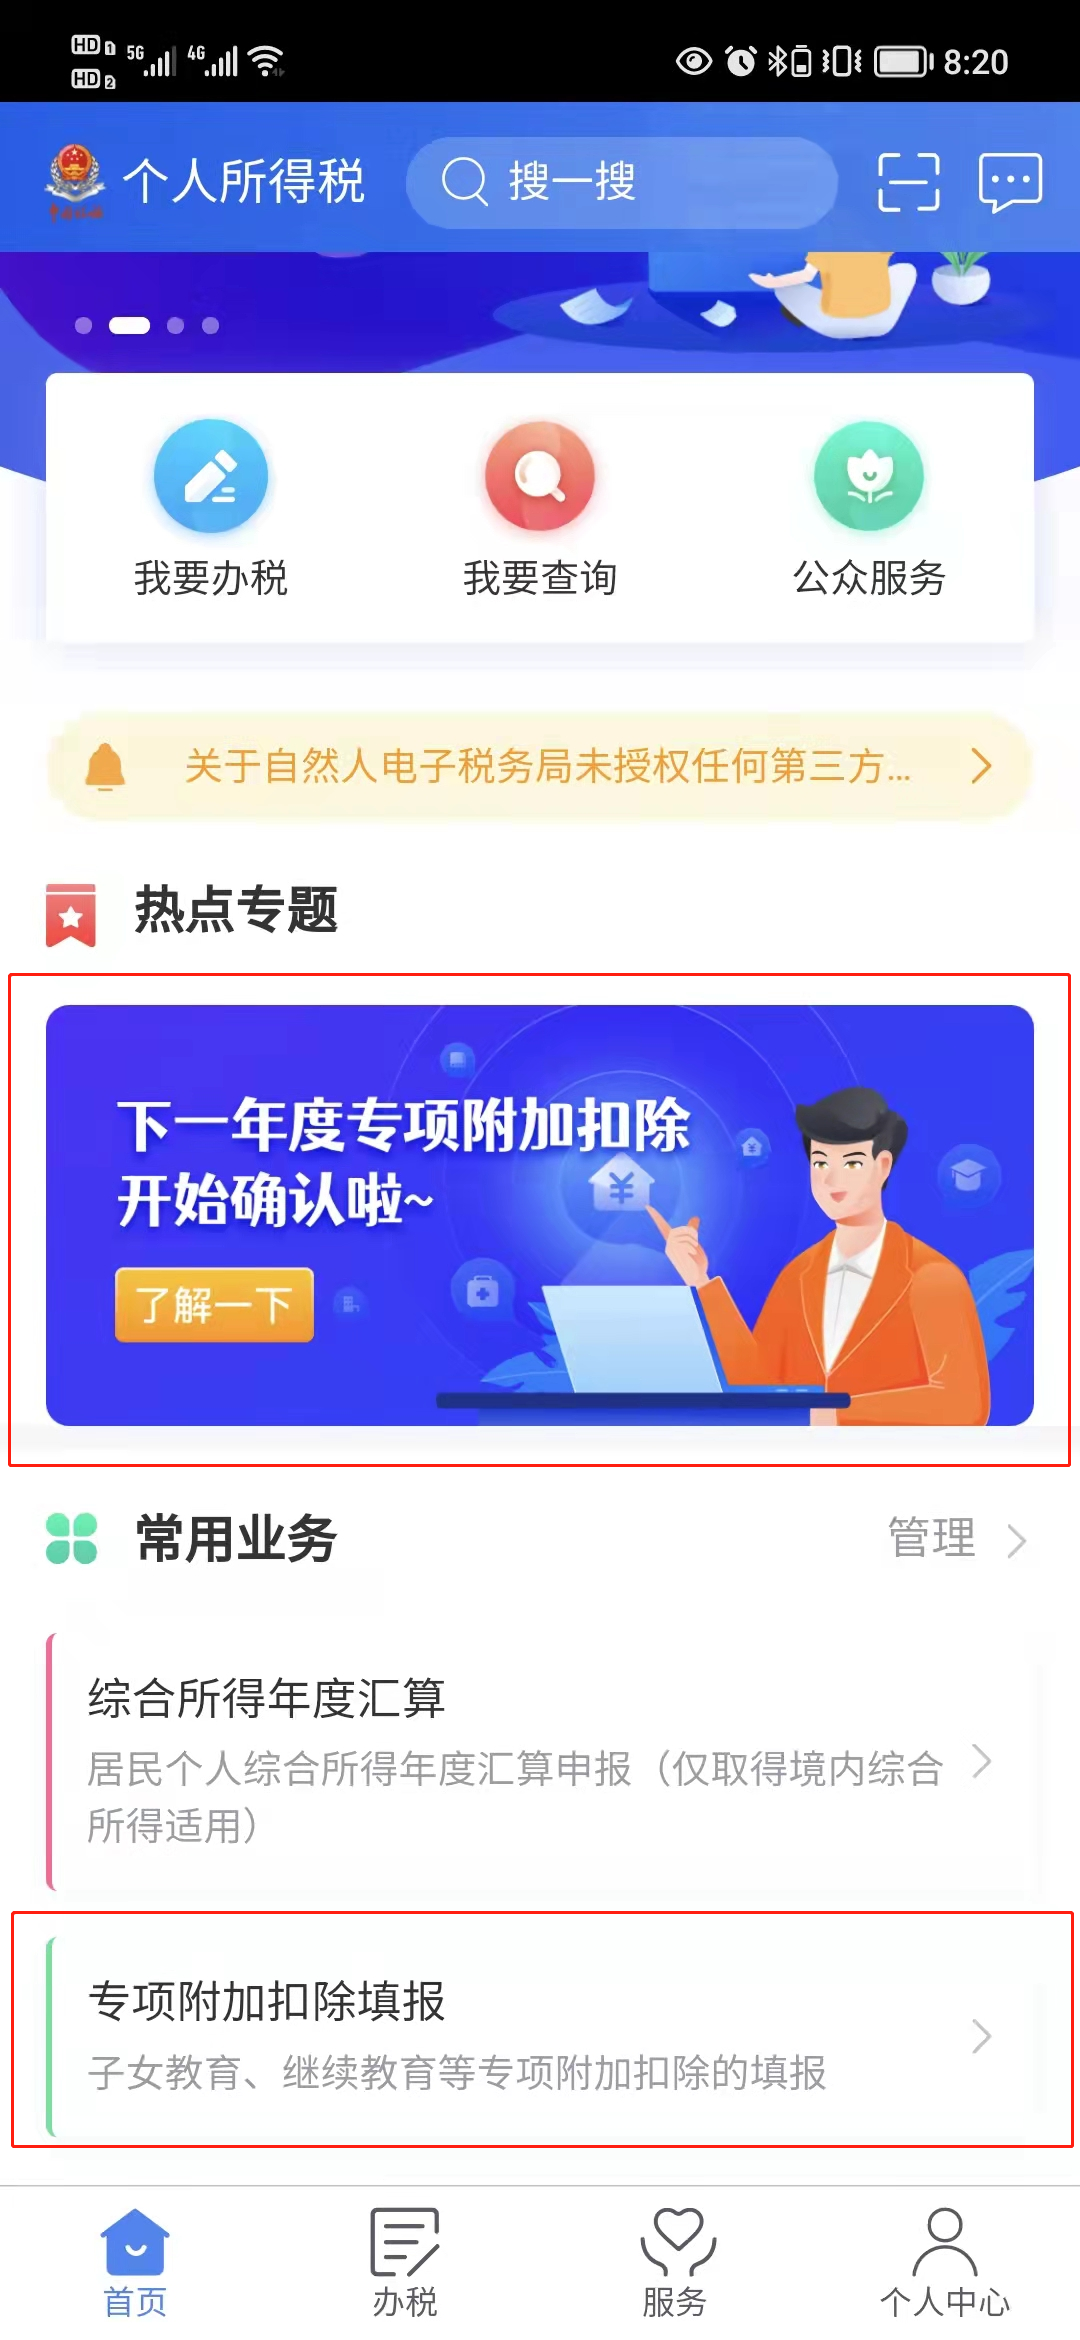 HD 1 5G 4G
HD 2
8:20
个人所得税
搜一搜
我要办税
我要查询
公众服务
关于自然人电子税务局未授权任何第三方...
热点专题
下一年度专项附加扣除
开始确认啦~
了解一下
常用业务
管理
综合所得年度汇算
居民个人综合所得年度汇算申报（仅取得境内综合
所得适用）
专项附加扣除填报
子女教育、继续教育等专项附加扣除的填报
首页
办税
服务
个人中心